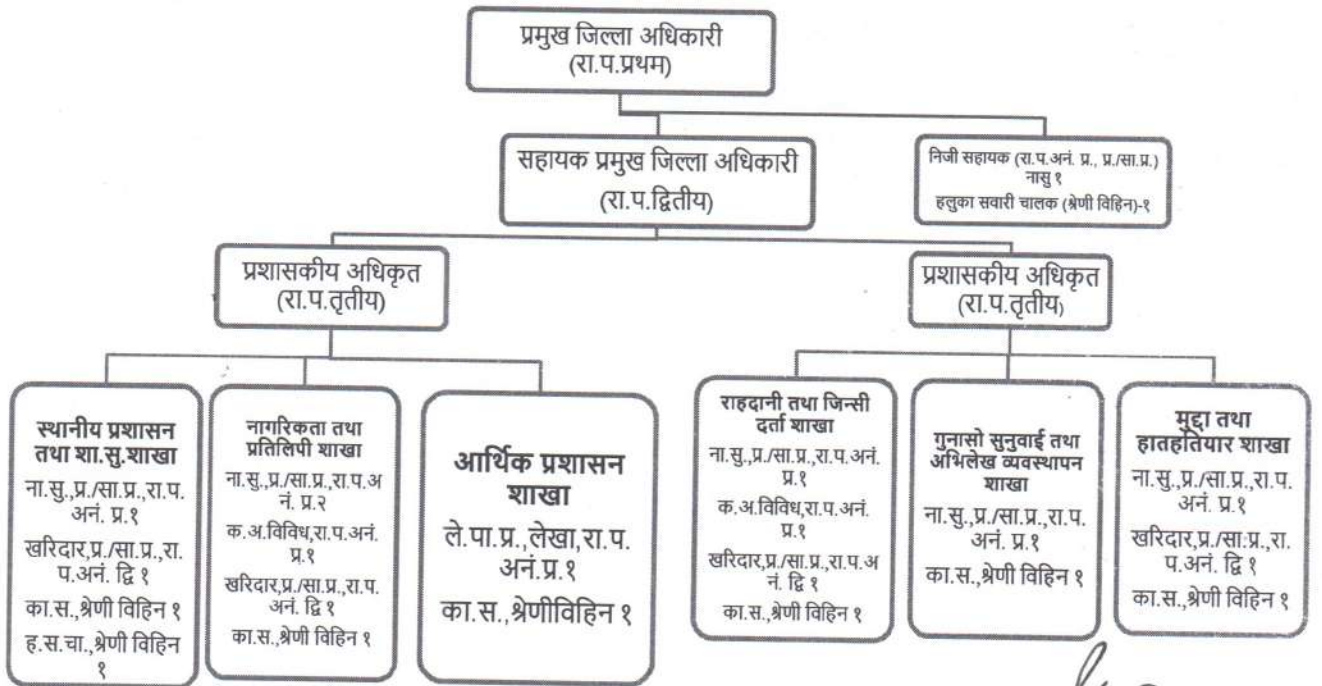 प्रमुख जिल्ला अधिकारी
(रा.प.प्रथम)
सहायक प्रमुख जिल्ला अधिकारी
(रा.प.द्वितीय)
निजी सहायक (रा.प.अनं. प्र., प्र./सा.प्र.)
नासु १
हलुका सवारी चालक (श्रेणी विहिन)-१
प्रशासकीय अधिकृत
(रा.प.तृतीय)
प्रशासकीय अधिकृत
(रा.प.तृतीय)
स्थानीय प्रशासन
तथा शा.सु.शाखा
ना.सु.,प्र./सा.प्र.,रा.प.
अनं. प्र.१
खरिदार,प्र./सा.प्र.,रा.
प.अनं. द्वि १
का.स.,श्रेणी विहिन १
ह.स.चा.,श्रेणी विहिन
१
नागरिकता तथा
प्रतिलिपी शाखा
ना.सु.,प्र./सा.प्र.,रा.प.अ
नं. प्र.२
क.अ.विविध,रा.प.अनं.
प्र.१
खरिदार,प्र./सा.प्र.,रा.प.
अनं. द्वि १
का.स.,श्रेणी विहिन १
आर्थिक प्रशासन
शाखा
ले.पा.प्र.,लेखा,रा.प.
अनं.प्र.१
का.स.,श्रेणीविहिन १
राहदानी तथा जिन्सी
दर्ता शाखा
ना.सु.,प्र./सा.प्र.,रा.प.अनं.
प्र.१
क.अ.विविध,रा.प.अनं.
प्र.१
खरिदार,प्र./सा.प्र.,रा.प.अ
नं. द्वि १
का.स.,श्रेणी विहिन १
गुनासो सुनुवाई तथा
अभिलेख व्यवस्थापन
शाखा
ना.सु.,प्र./सा.प्र.,रा.प.
अनं. प्र.१
का.स.,श्रेणी विहिन १
मुद्दा तथा
हातहतियार शाखा
ना.सु.,प्र./सा.प्र.,रा.प.
अनं. प्र.१
खरिदार,प्र./सा.प्र.,रा.
प.अनं. द्वि १
का.स.,श्रेणी विहिन १